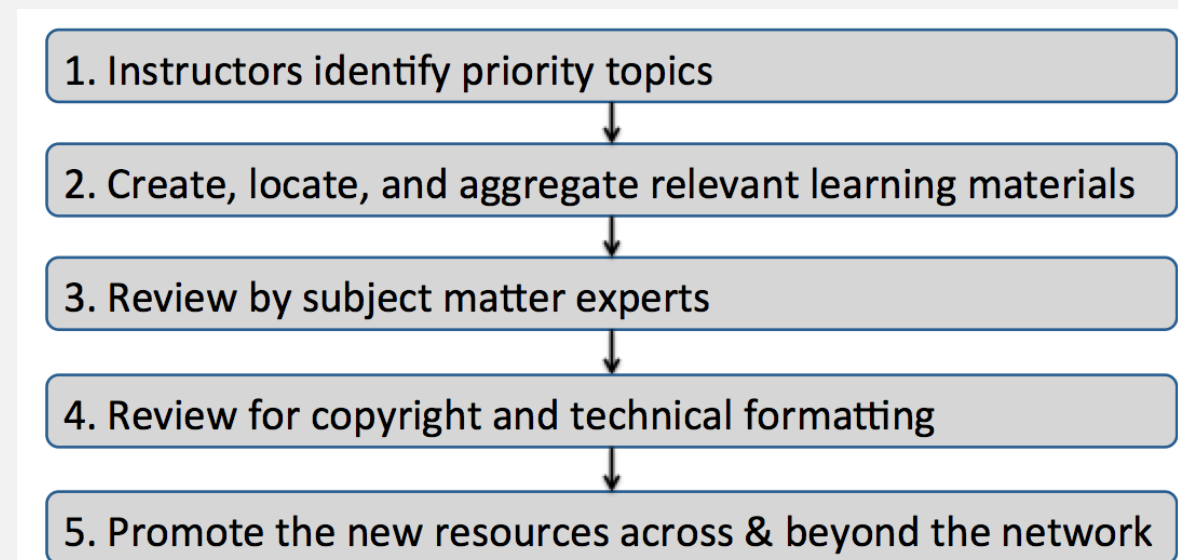 1. Instructors identify priority topics
2. Create, locate, and aggregate relevant learning materials
3. Review by subject matter experts
4. Review for copyright and technical formatting
5. Promote the new resources across & beyond the network